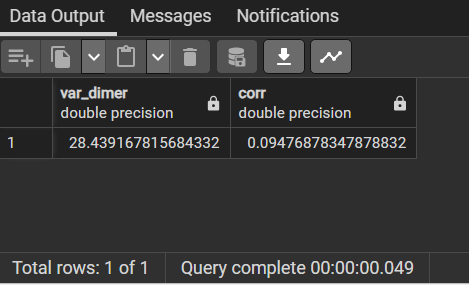 Data Output Messages Notifications
var_dimer corr
double precision double precision
1 28.439167815684332 0.09476878347878832
Total rows: 1 of 1 Query complete 00:00:00.049